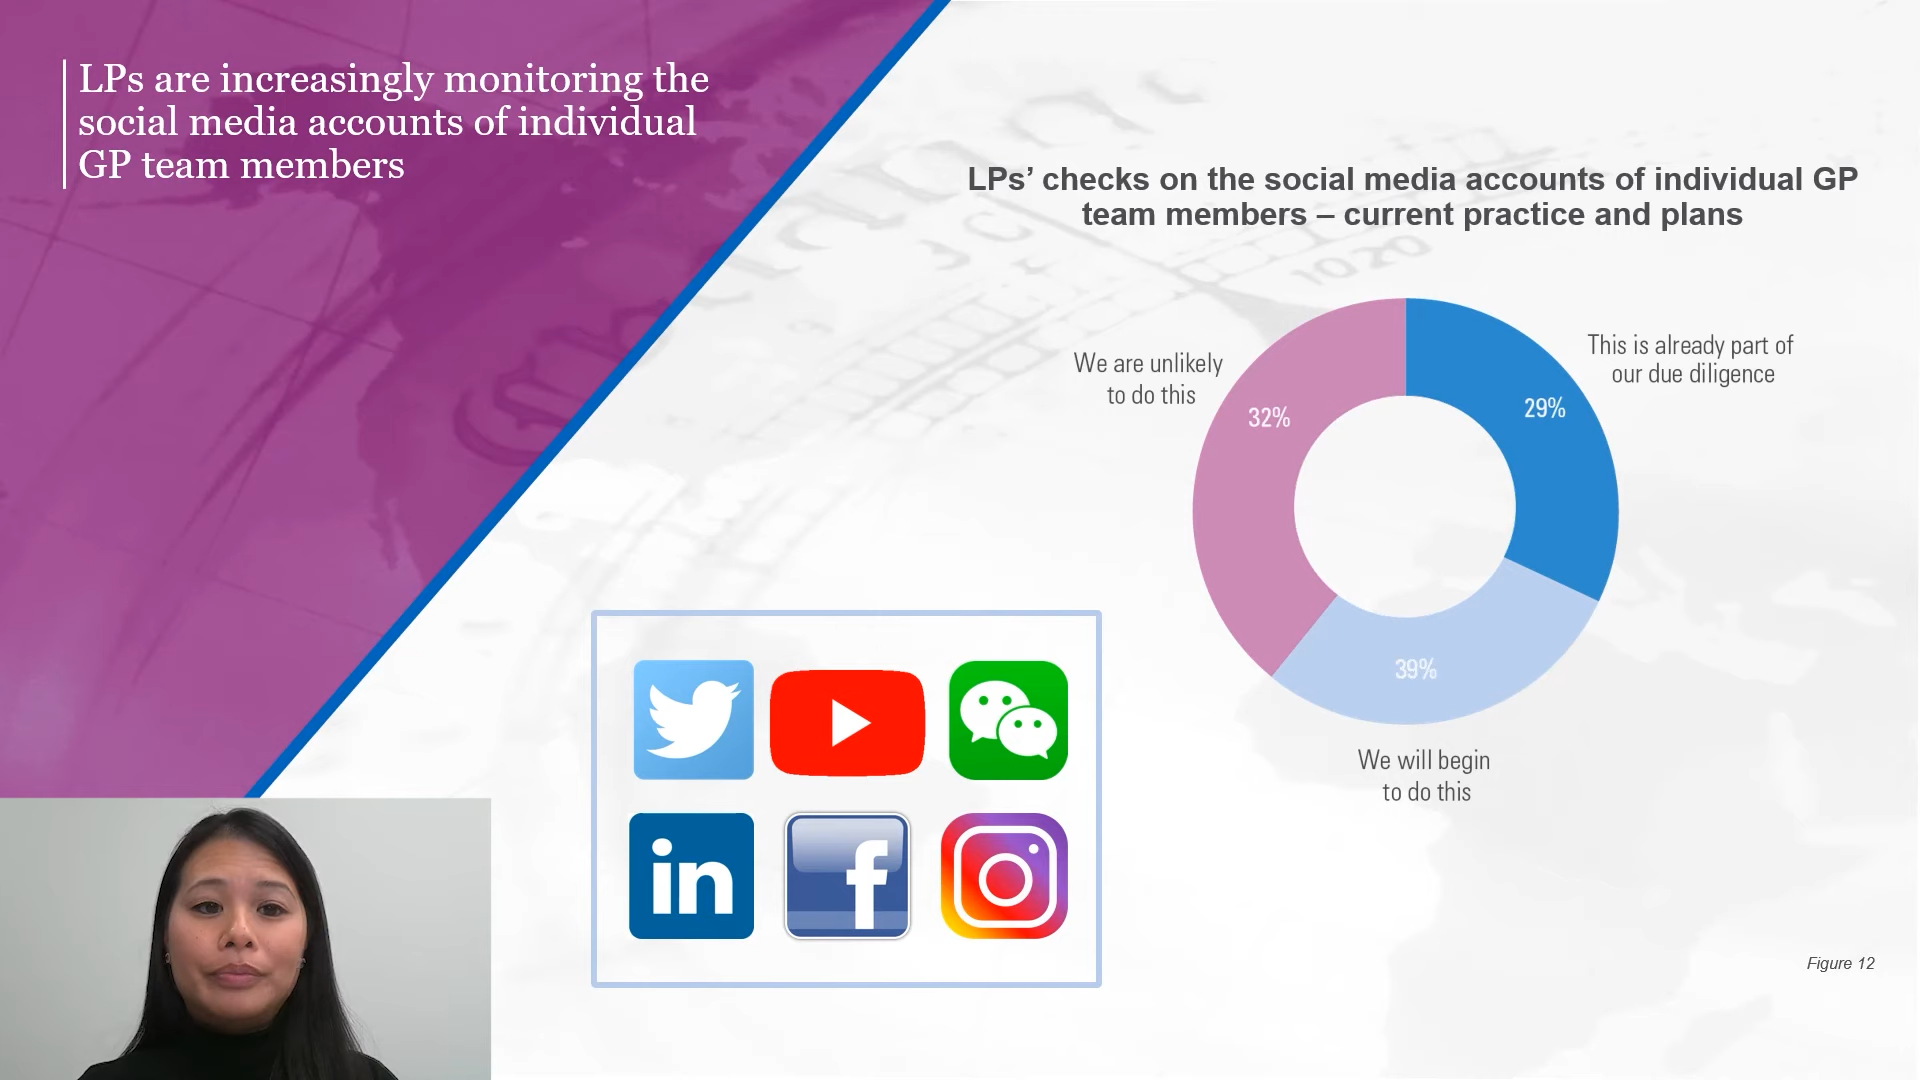 LPs are increasingly monitoring the
social media accounts of individual
GP team members
LPs’ checks on the social media accounts of individual GP
team members – current practice and plans
We are unlikely
to do this
32%
This is already part of
our due diligence
29%
39%
We will begin
to do this
in
f
Figure 12
1020